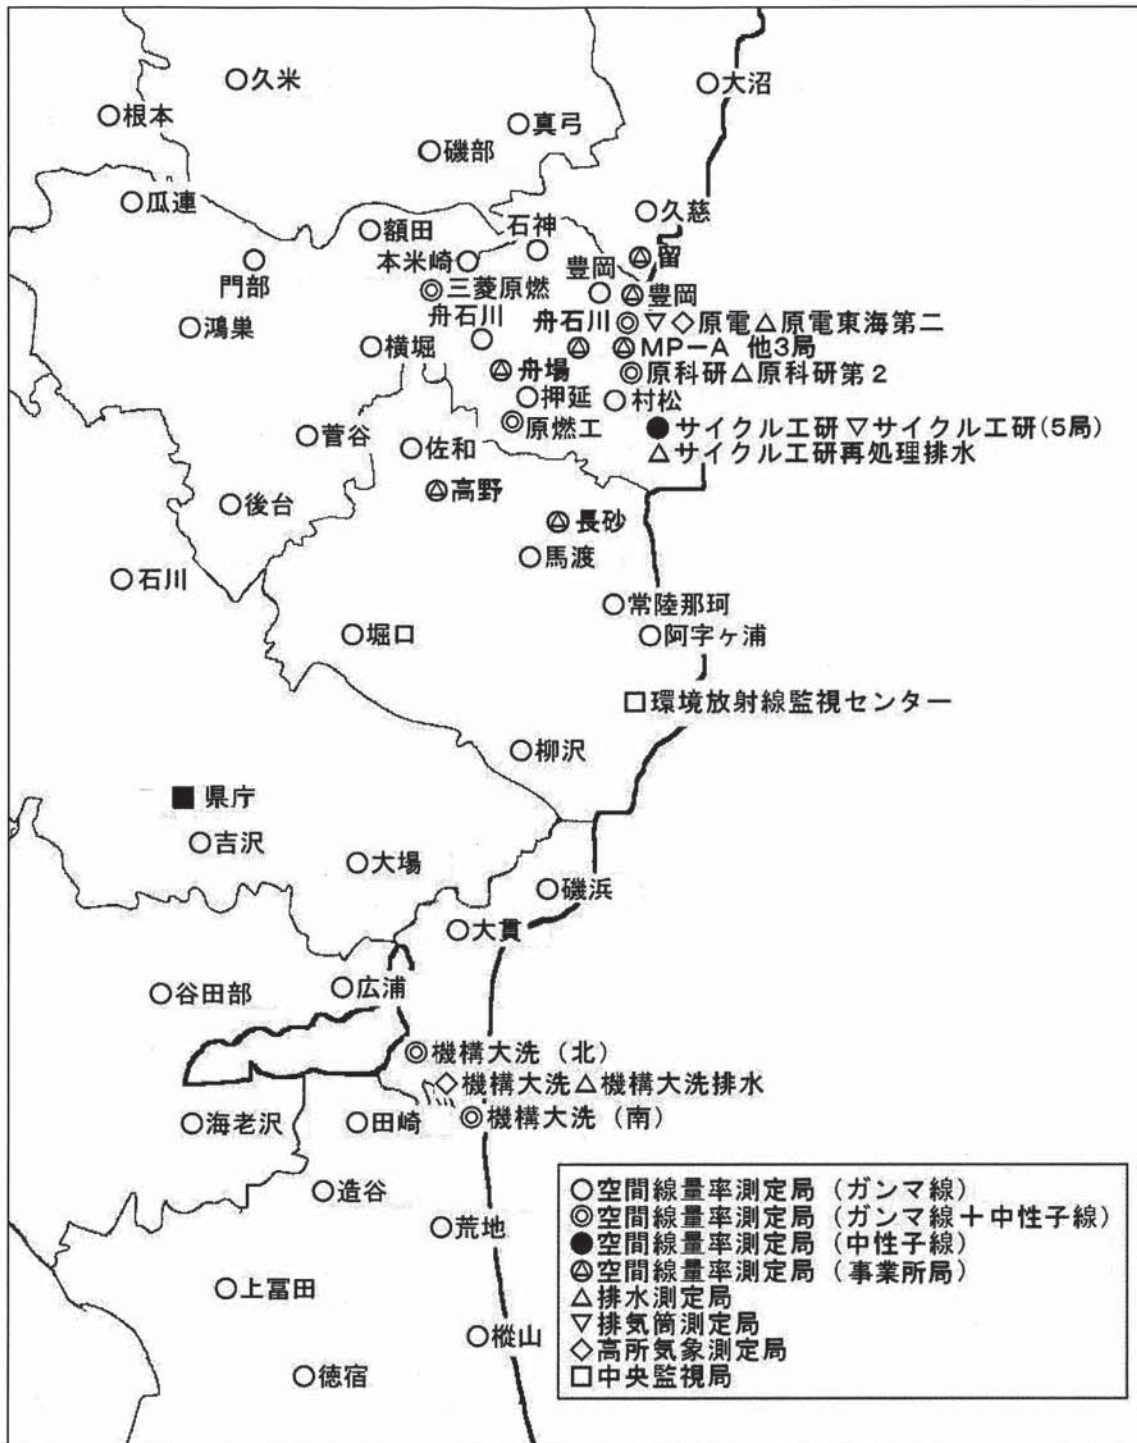 ○久米
○大沼
○根本
○真弓
○磯部
○瓜連
○久慈
○額田
石神
○
本米崎○
留
○
門部
豊岡
○
◎三菱原燃
豊岡
○鴻巣
舟石川
○
舟石川
◎▽◇原電△原電東海第二
○横堀
MP－A 他3局
舟場
◎原科研△原科研第２
○押延
○村松
◎原燃工
●サイクル工研▽サイクル工研(5局)
○菅谷
○佐和
△サイクル工研再処理排水
高野
○後台
長砂
○馬渡
○石川
○常陸那珂
○堀口
○阿字ヶ浦
□環境放射線監視センター
○柳沢
■県庁
○吉沢
○大場
○磯浜
○大貫
○谷田部
○広浦
◎機構大洗（北）
◇機構大洗△機構大洗排水
◎機構大洗（南）
○海老沢
○田崎
○造谷
○荒地
○上冨田
○樅山
○徳宿
○空間線量率測定局（ガンマ線）
◎空間線量率測定局（ガンマ線＋中性子線）
●空間線量率測定局（中性子線）
空間線量率測定局（事業所局）
△排水測定局
▽排気筒測定局
◇高所気象測定局
□中央監視局